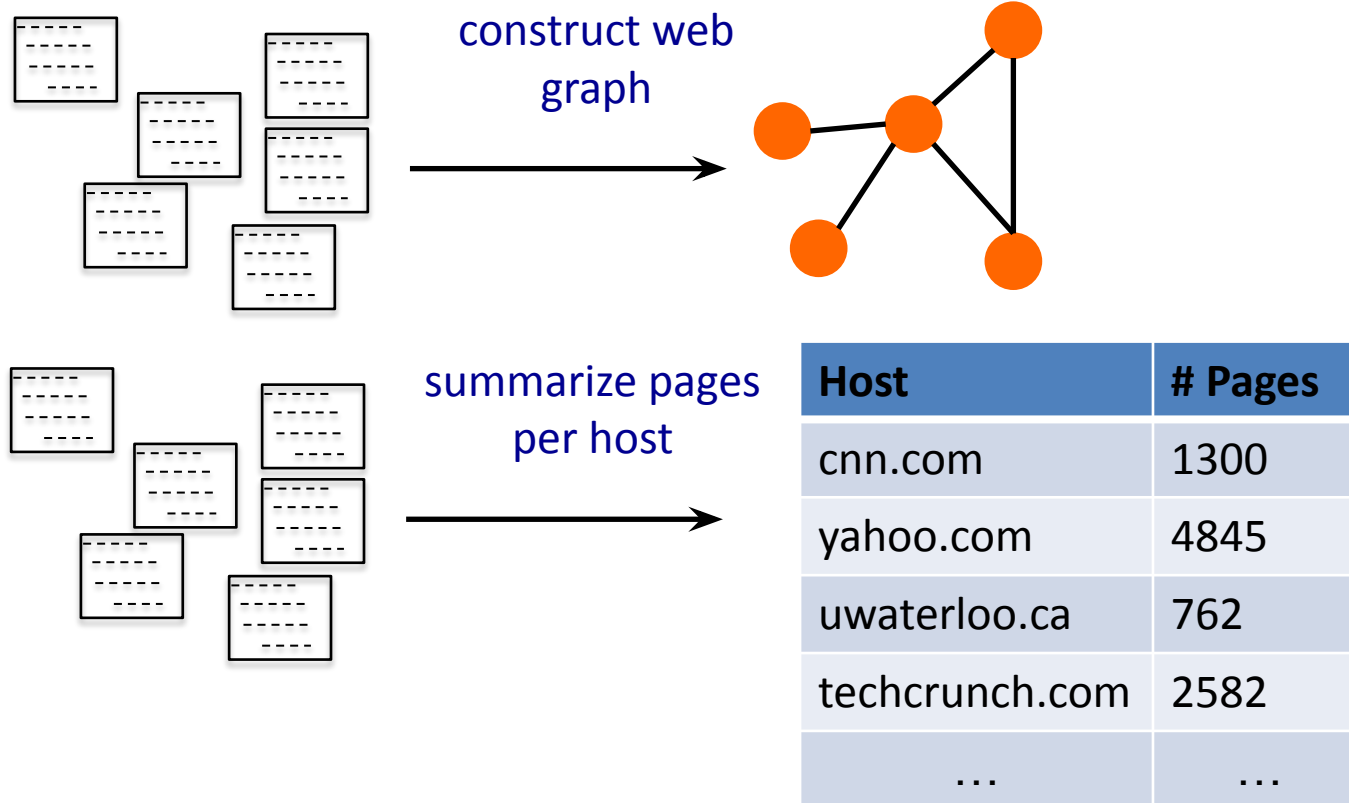 construct web
graph
summarize pages
per host
Host # Pages
cnn.com 1300
yahoo.com 4845
uwaterloo.ca 762
techcrunch.com 2582
... ...